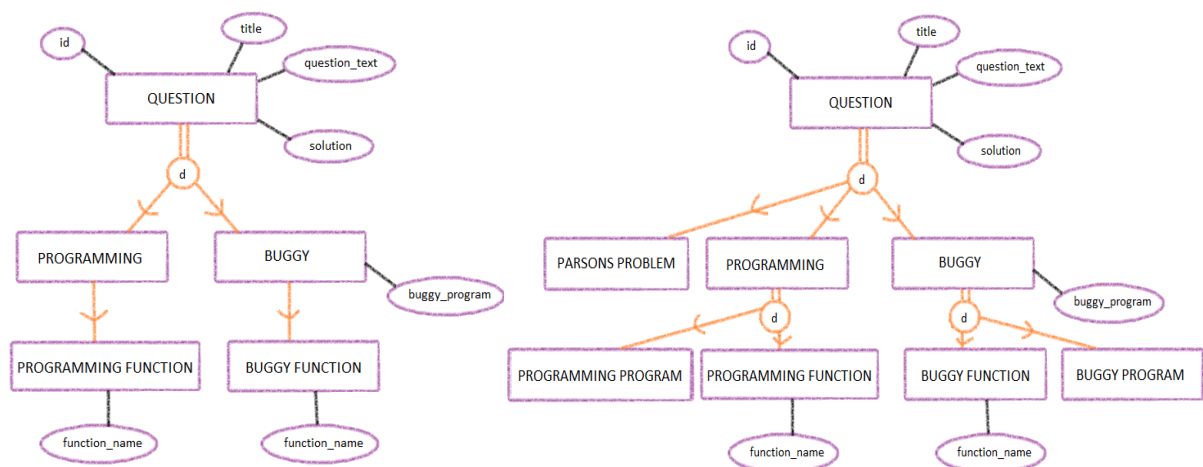 id
title
question_text
QUESTION
solution
d
PROGRAMMING
BUGGY
buggy_program
PROGRAMMING FUNCTION
BUGGY FUNCTION
function_name
function_name
id
title
question_text
QUESTION
solution
d
PARSONS PROBLEM
PROGRAMMING
BUGGY
buggy_program
d
d
PROGRAMMING PROGRAM
PROGRAMMING FUNCTION
BUGGY FUNCTION
BUGGY PROGRAM
function_name
function_name